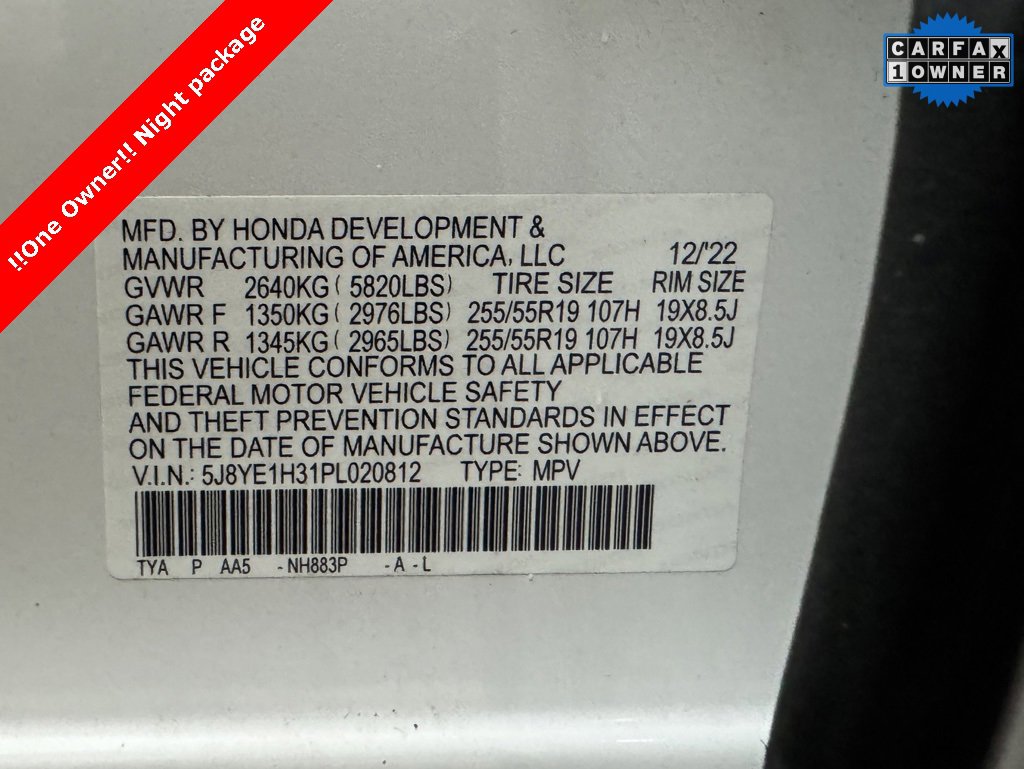 !!One Owner!! Night package
CARFAX
1 OWNER
MFD. BY HONDA DEVELOPMENT &
MANUFACTURING OF AMERICA, LLC 12/'22
GVWR 2640KG ( 5820LBS) TIRE SIZE RIM SIZE
GAWR F 1350KG ( 2976LBS) 255/55R19 107H 19X8.5J
GAWR R 1345KG ( 2965LBS) 255/55R19 107H 19X8.5J
THIS VEHICLE CONFORMS TO ALL APPLICABLE
FEDERAL MOTOR VEHICLE SAFETY
AND THEFT PREVENTION STANDARDS IN EFFECT
ON THE DATE OF MANUFACTURE SHOWN ABOVE.
V.I.N.: 5J8YE1H31PL020812 TYPE: MPV
TYA P AA5 -NH883P -A-L